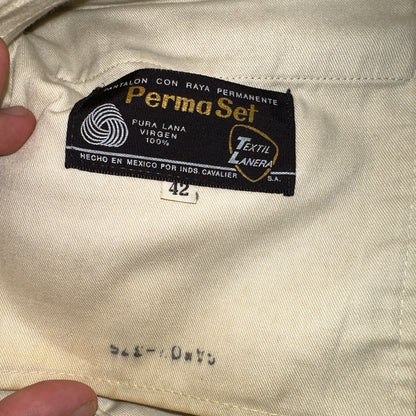 PANTALON CON RAYA PERMANENTE
Perma Set
PURA LANA
VIRGEN
100%
TEXTIL
LANERA
HECHO EN MEXICO POR INDS. CAVALIER S.A.
42